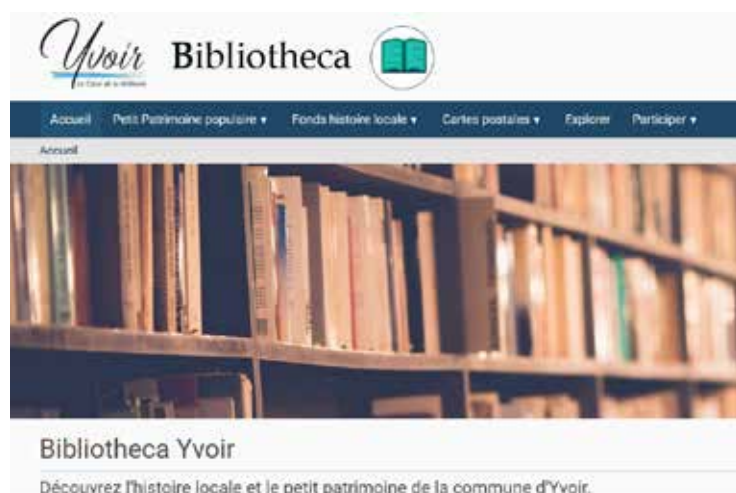 Yvoir Bibliotheca
Accueil Petit Patrimoine populaire ▾ Fonds histoire locale ▾ Cartes postales ▾ Explorer Participer ▾
Accueil
Bibliotheca Yvoir
Découvrez l'histoire locale et le petit patrimoine de la commune d'Yvoir.